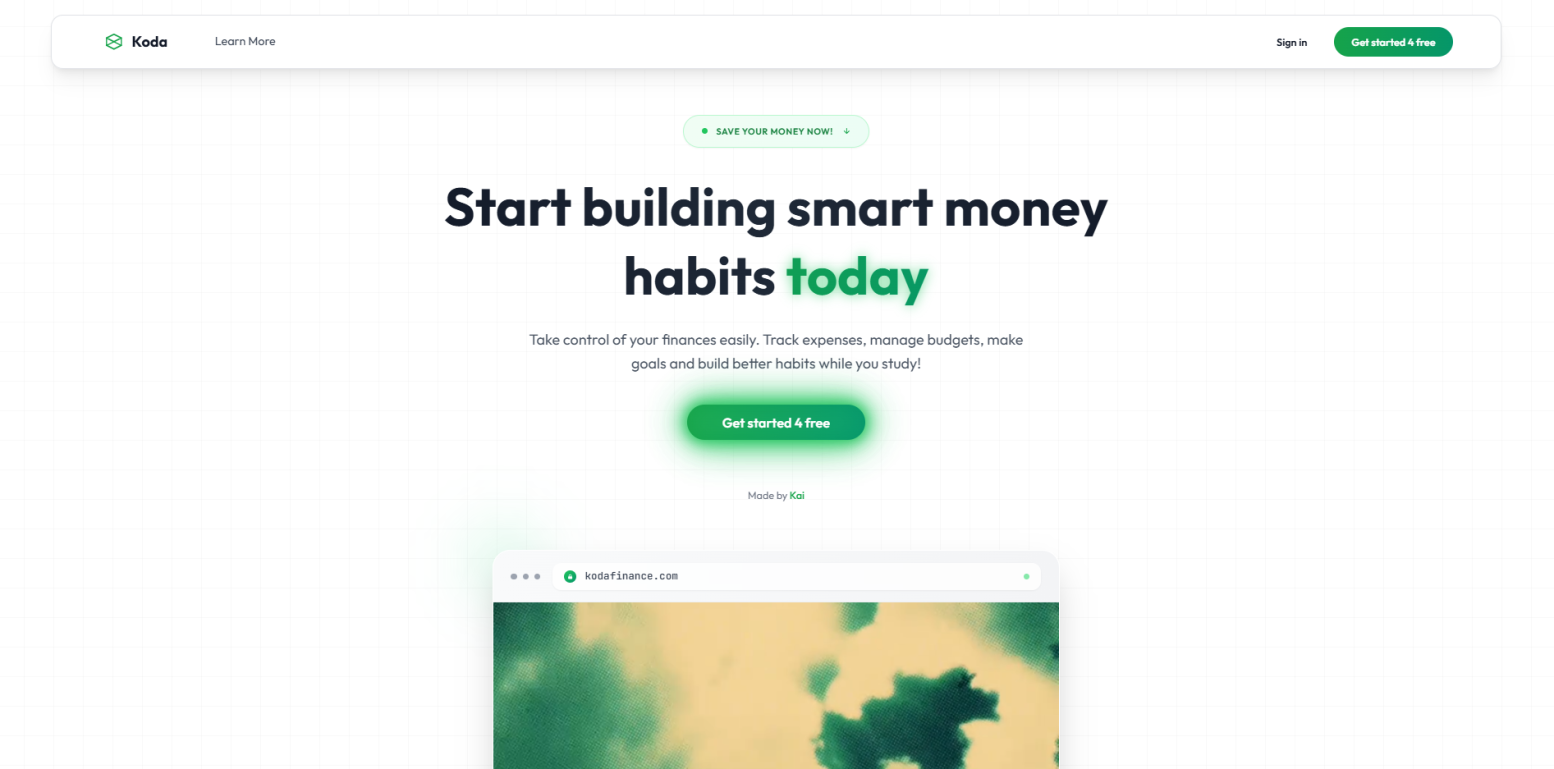 Koda
Learn More
Sign in
Get started 4 free
SAVE YOUR MONEY NOW! ↓
Start building smart money
habits today
Take control of your finances easily. Track expenses, manage budgets, make
goals and build better habits while you study!
Get started 4 free
Made by Kai
kodafinance.com